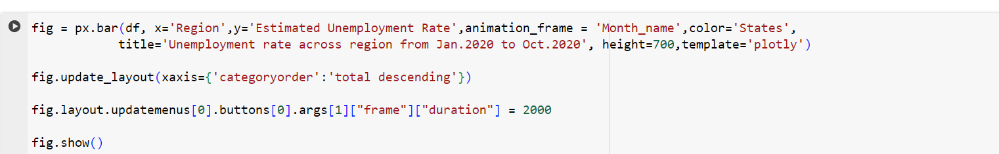 fig = px.bar(df, x='Region',y='Estimated Unemployment Rate',animation_frame = 'Month_name',color='States',
title='Unemployment rate across region from Jan.2020 to Oct.2020', height=700,template='plotly')
fig.update_layout(xaxis={'categoryorder':'total descending'})
fig.layout.updatemenus[0].buttons[0].args[1]["frame"]["duration"] = 2000
fig.show()